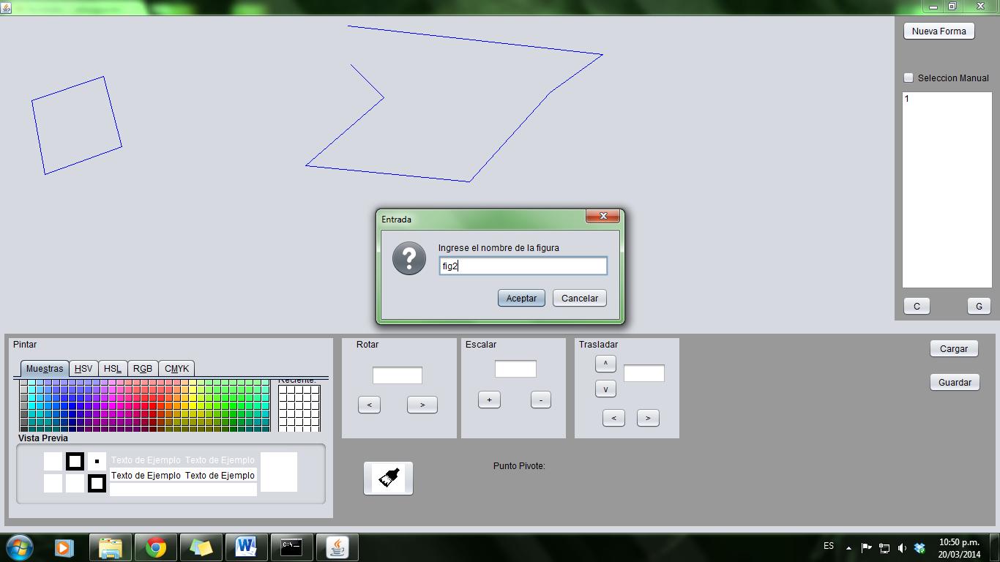 Nueva Forma
Seleccion Manual
1
Entrada
Ingrese el nombre de la figura
fig2
Aceptar Cancelar
C G
Pintar
Muestras HSV HSL RGB CMYK
Reciente:
Vista Previa
Texto de Ejemplo Texto de Ejemplo
Texto de Ejemplo Texto de Ejemplo
Rotar
< >
Escalar
+ -
Trasladar
^
v
< >
Cargar
Guardar
Punto Pivote:
C:\
ES
10:50 p.m.
20/03/2014